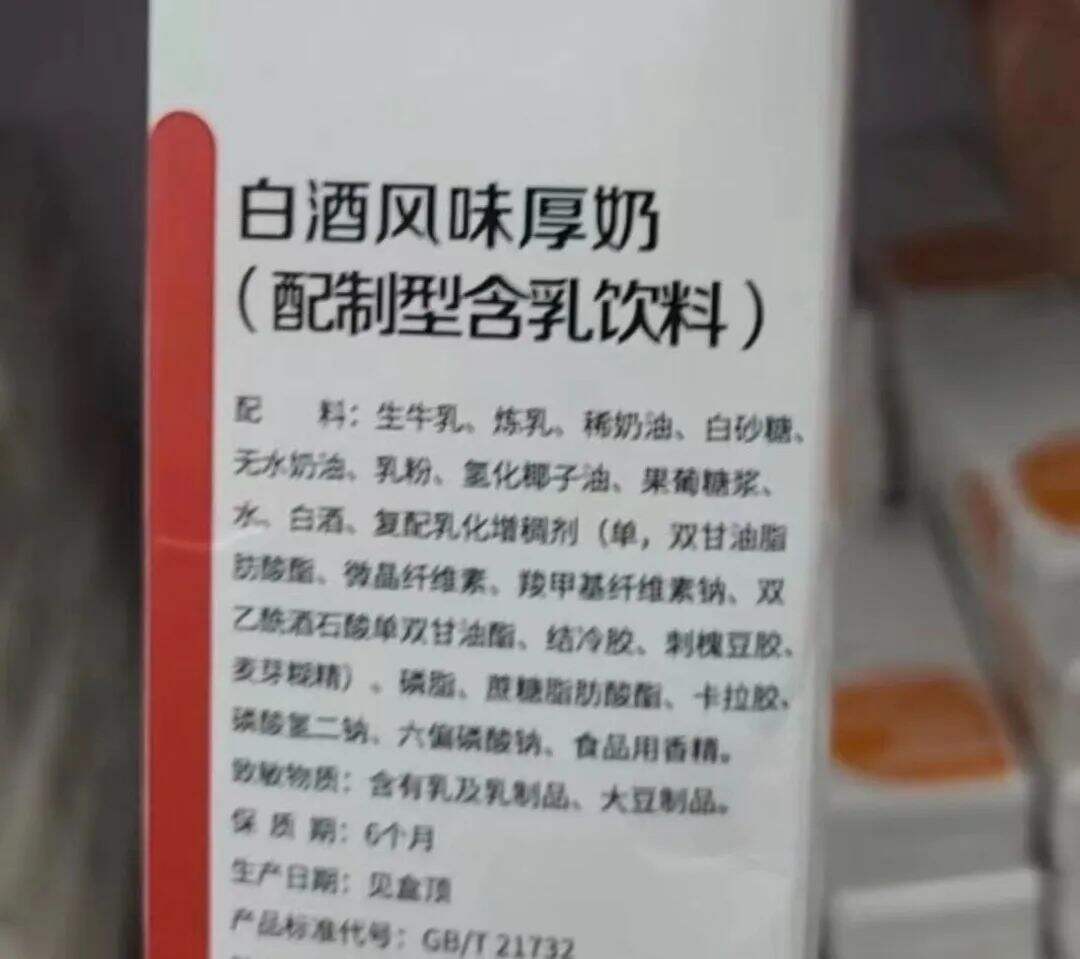 白酒风味厚奶
（配制型含乳饮料）
配 料：生牛乳、炼乳、稀奶油、白砂糖、
无水奶油、乳粉、氢化椰子油、果葡糖浆、
水、白酒、复配乳化增稠剂（单，双甘油脂
肪酸酯、微晶纤维素、羧甲基纤维素钠、双
乙酰酒石酸单双甘油酯、结冷胶、刺槐豆胶、
麦芽糊精）、磷脂、蔗糖脂肪酸酯、卡拉胶、
磷酸氢二钠、六偏磷酸钠、食品用香精。
致敏物质：含有乳及乳制品、大豆制品。
保 质 期：6个月
生产日期：见盒顶
产品标准代号：GB/T 21732